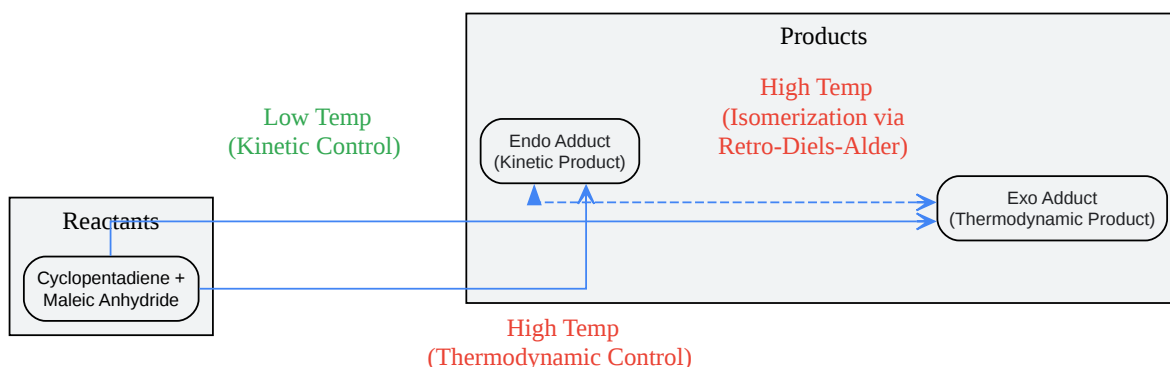 Products
High Temp
(Isomerization via
Retro-Diels-Alder)
Low Temp
(Kinetic Control)
Endo Adduct
(Kinetic Product)
Exo Adduct
(Thermodynamic Product)
Reactants
Cyclopentadiene +
Maleic Anhydride
High Temp
(Thermodynamic Control)